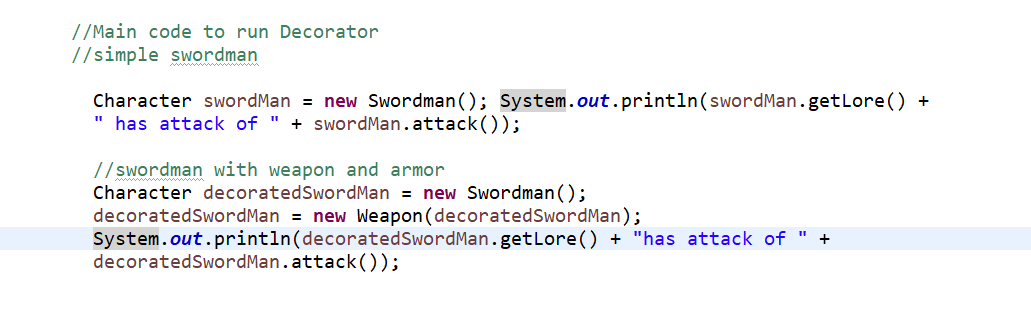 //Main code to run Decorator
//simple swordman
Character swordMan = new Swordman(); System.out.println(swordMan.getLore() +
" has attack of " + swordMan.attack());
//swordman with weapon and armor
Character decoratedSwordMan = new Swordman();
decoratedSwordMan = new Weapon(decoratedSwordMan);
System.out.println(decoratedSwordMan.getLore() + "has attack of " +
decoratedSwordMan.attack());